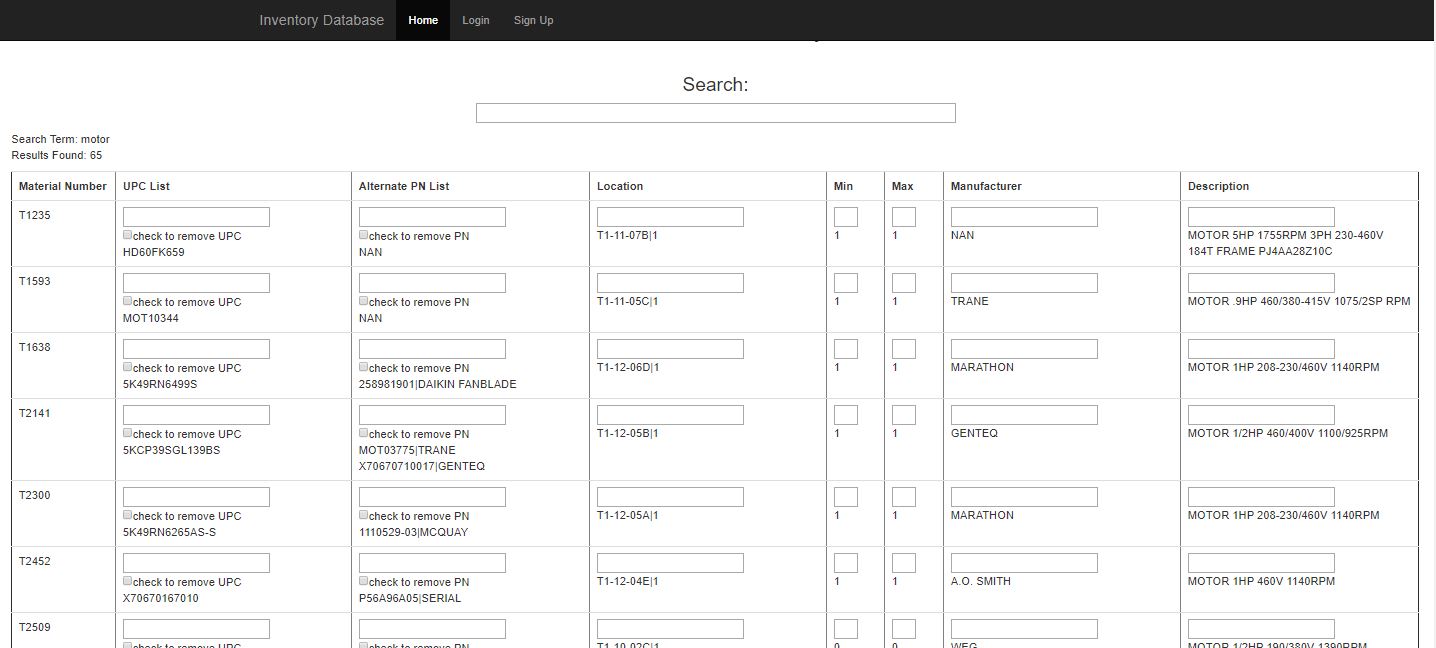 Inventory Database Home Login Sign Up
Search:
Search Term: motor
Results Found: 65
Material Number UPC List Alternate PN List Location Min Max Manufacturer Description
T1235
check to remove UPC check to remove PN T1-11-07B|1 1 1 NAN MOTOR 5HP 1755RPM 3PH 230-460V
HD60FK659 NAN 184T FRAME PJ4AA28Z10C
T1593
check to remove UPC check to remove PN T1-11-05C|1 1 1 TRANE MOTOR .9HP 460/380-415V 1075/2SP RPM
MOT10344 NAN
T1638
check to remove UPC check to remove PN T1-12-06D|1 1 1 MARATHON MOTOR 1HP 208-230/460V 1140RPM
5K49RN6499S 258981901|DAIKIN FANBLADE
T2141
check to remove UPC check to remove PN T1-12-05B|1 1 1 GENTEQ MOTOR 1/2HP 460/400V 1100/925RPM
5KCP39SGL139BS MOT03775|TRANE
X70670710017|GENTEQ
T2300
check to remove UPC check to remove PN T1-12-05A|1 1 1 MARATHON MOTOR 1HP 208-230/460V 1140RPM
5K49RN6265AS-S 1110529-03|MCQUAY
T2452
check to remove UPC check to remove PN T1-12-04E|1 1 1 A.O. SMITH MOTOR 1HP 460V 1140RPM
X70670167010 P56A96A05|SERIAL
T2509
check to remove UPC check to remove PN T1-10-02C|1 0 0 WEG MOTOR 1/2HP 190/380V 1390RPM